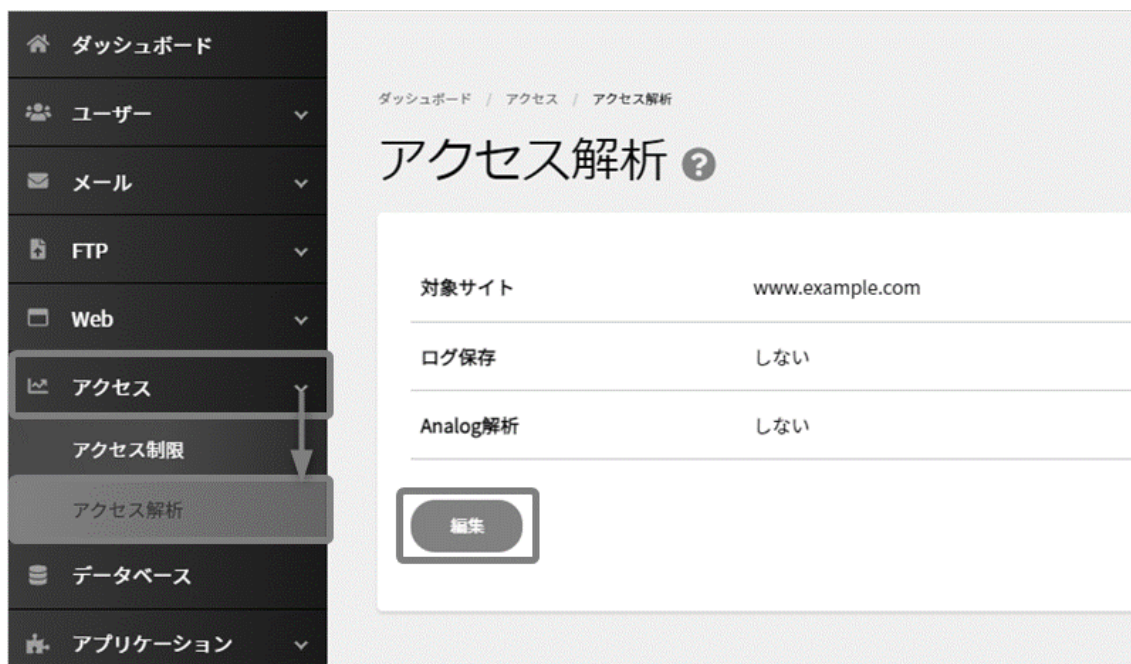 ダッシュボード
ユーザー
メール
FTP
Web
アクセス
アクセス制限
アクセス解析
データベース
アプリケーション
ダッシュボード / アクセス / アクセス解析
アクセス解析 ?
対象サイト www.example.com
ログ保存 しない
Analog解析 しない
編集